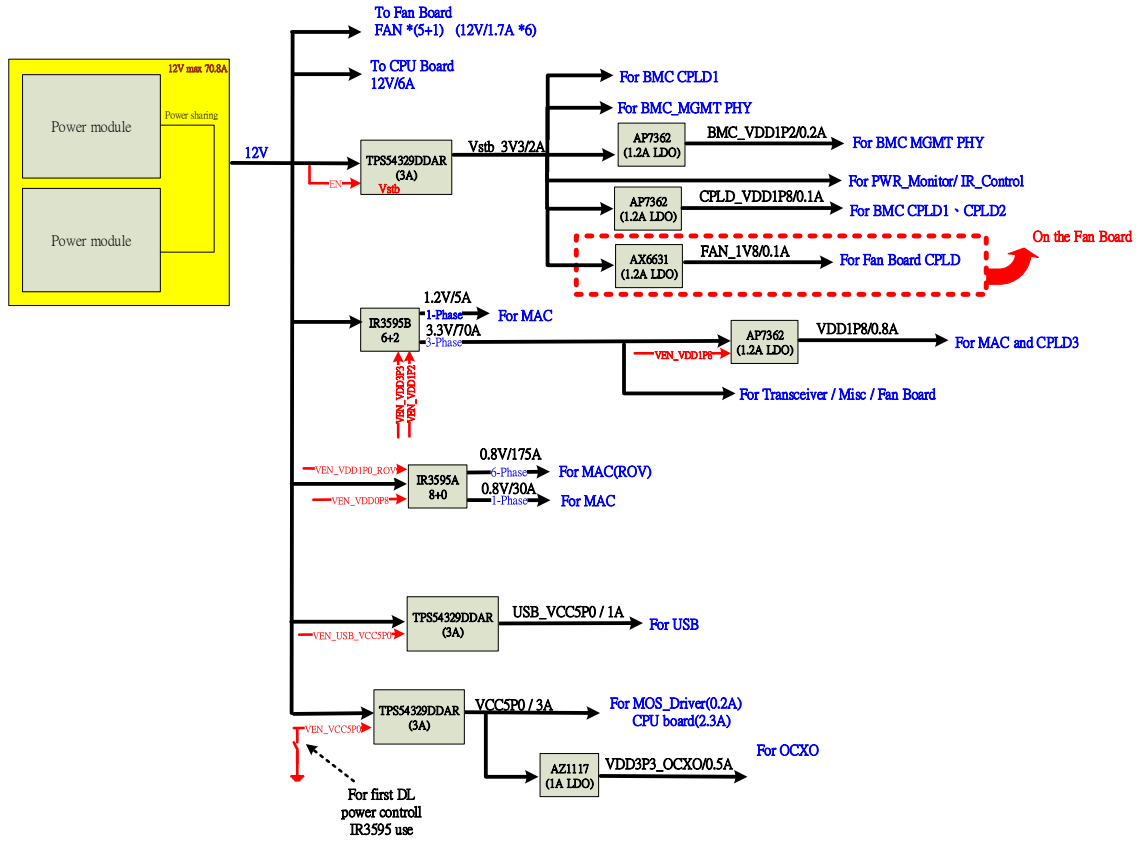 To Fan Board
FAN *(5+1) (12V/1.7A *6)
To CPU Board
12V/6A
12V max 70.8A
Power module
Power sharing
Power module
12V
TPS54329DDAR
(3A)
EN
Vstb
Vstb_3V3/2A
For BMC CPLD1
For BMC_MGMT PHY
AP7362
(1.2A LDO)
BMC_VDD1P2/0.2A
For BMC MGMT PHY
For PWR_Monitor/ IR_Control
AP7362
(1.2A LDO)
CPLD_VDD1P8/0.1A
For BMC CPLD1、CPLD2
On the Fan Board
AX6631
(1.2A LDO)
FAN_1V8/0.1A
For Fan Board CPLD
IR3595B
6+2
1.2V/5A
1-Phase
For MAC
3.3V/70A
3-Phase
VEN_VDD3P3
VEN_VDD1P2
VEN_VDD1P8
AP7362
(1.2A LDO)
VDD1P8/0.8A
For MAC and CPLD3
For Transceiver / Misc / Fan Board
VEN_VDD1P0_ROV
VEN_VDD0P8
IR3595A
8+0
0.8V/175A
6-Phase
For MAC(ROV)
0.8V/30A
1-Phase
For MAC
VEN_USB_VCC5P0
TPS54329DDAR
(3A)
USB_VCC5P0 / 1A
For USB
VEN_VCC5P0
TPS54329DDAR
(3A)
VCC5P0 / 3A
For MOS_Driver(0.2A)
CPU board(2.3A)
AZ1117
(1A LDO)
VDD3P3_OCXO/0.5A
For OCXO
For first DL
power controll
IR3595 use